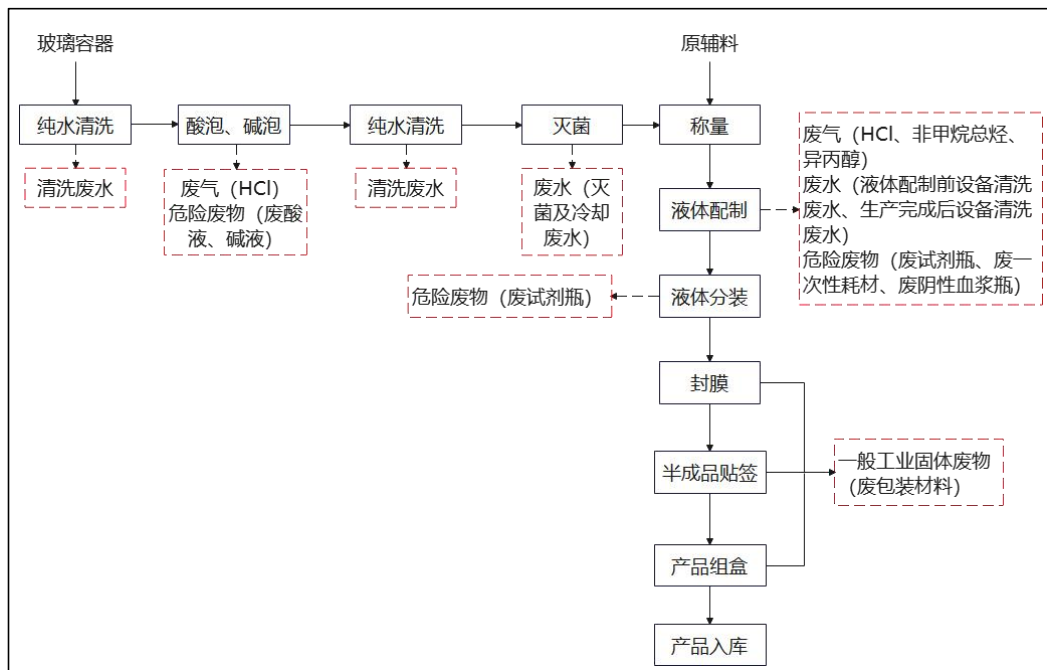 玻璃容器
原辅料
纯水清洗
酸泡、碱泡
纯水清洗
灭菌
称量
清洗废水
废气（HCl）
危险废物（废酸
液、碱液）
清洗废水
废水（灭
菌及冷却
废水）
液体配制
废气（HCl、非甲烷总烃、
异丙醇）
废水（液体配制前设备清洗
废水、生产完成后设备清洗
废水）
危险废物（废试剂瓶、废一
次性耗材、废阴性血浆瓶）
危险废物（废试剂瓶）
液体分装
封膜
半成品贴签
一般工业固体废物
（废包装材料）
产品组盒
产品入库